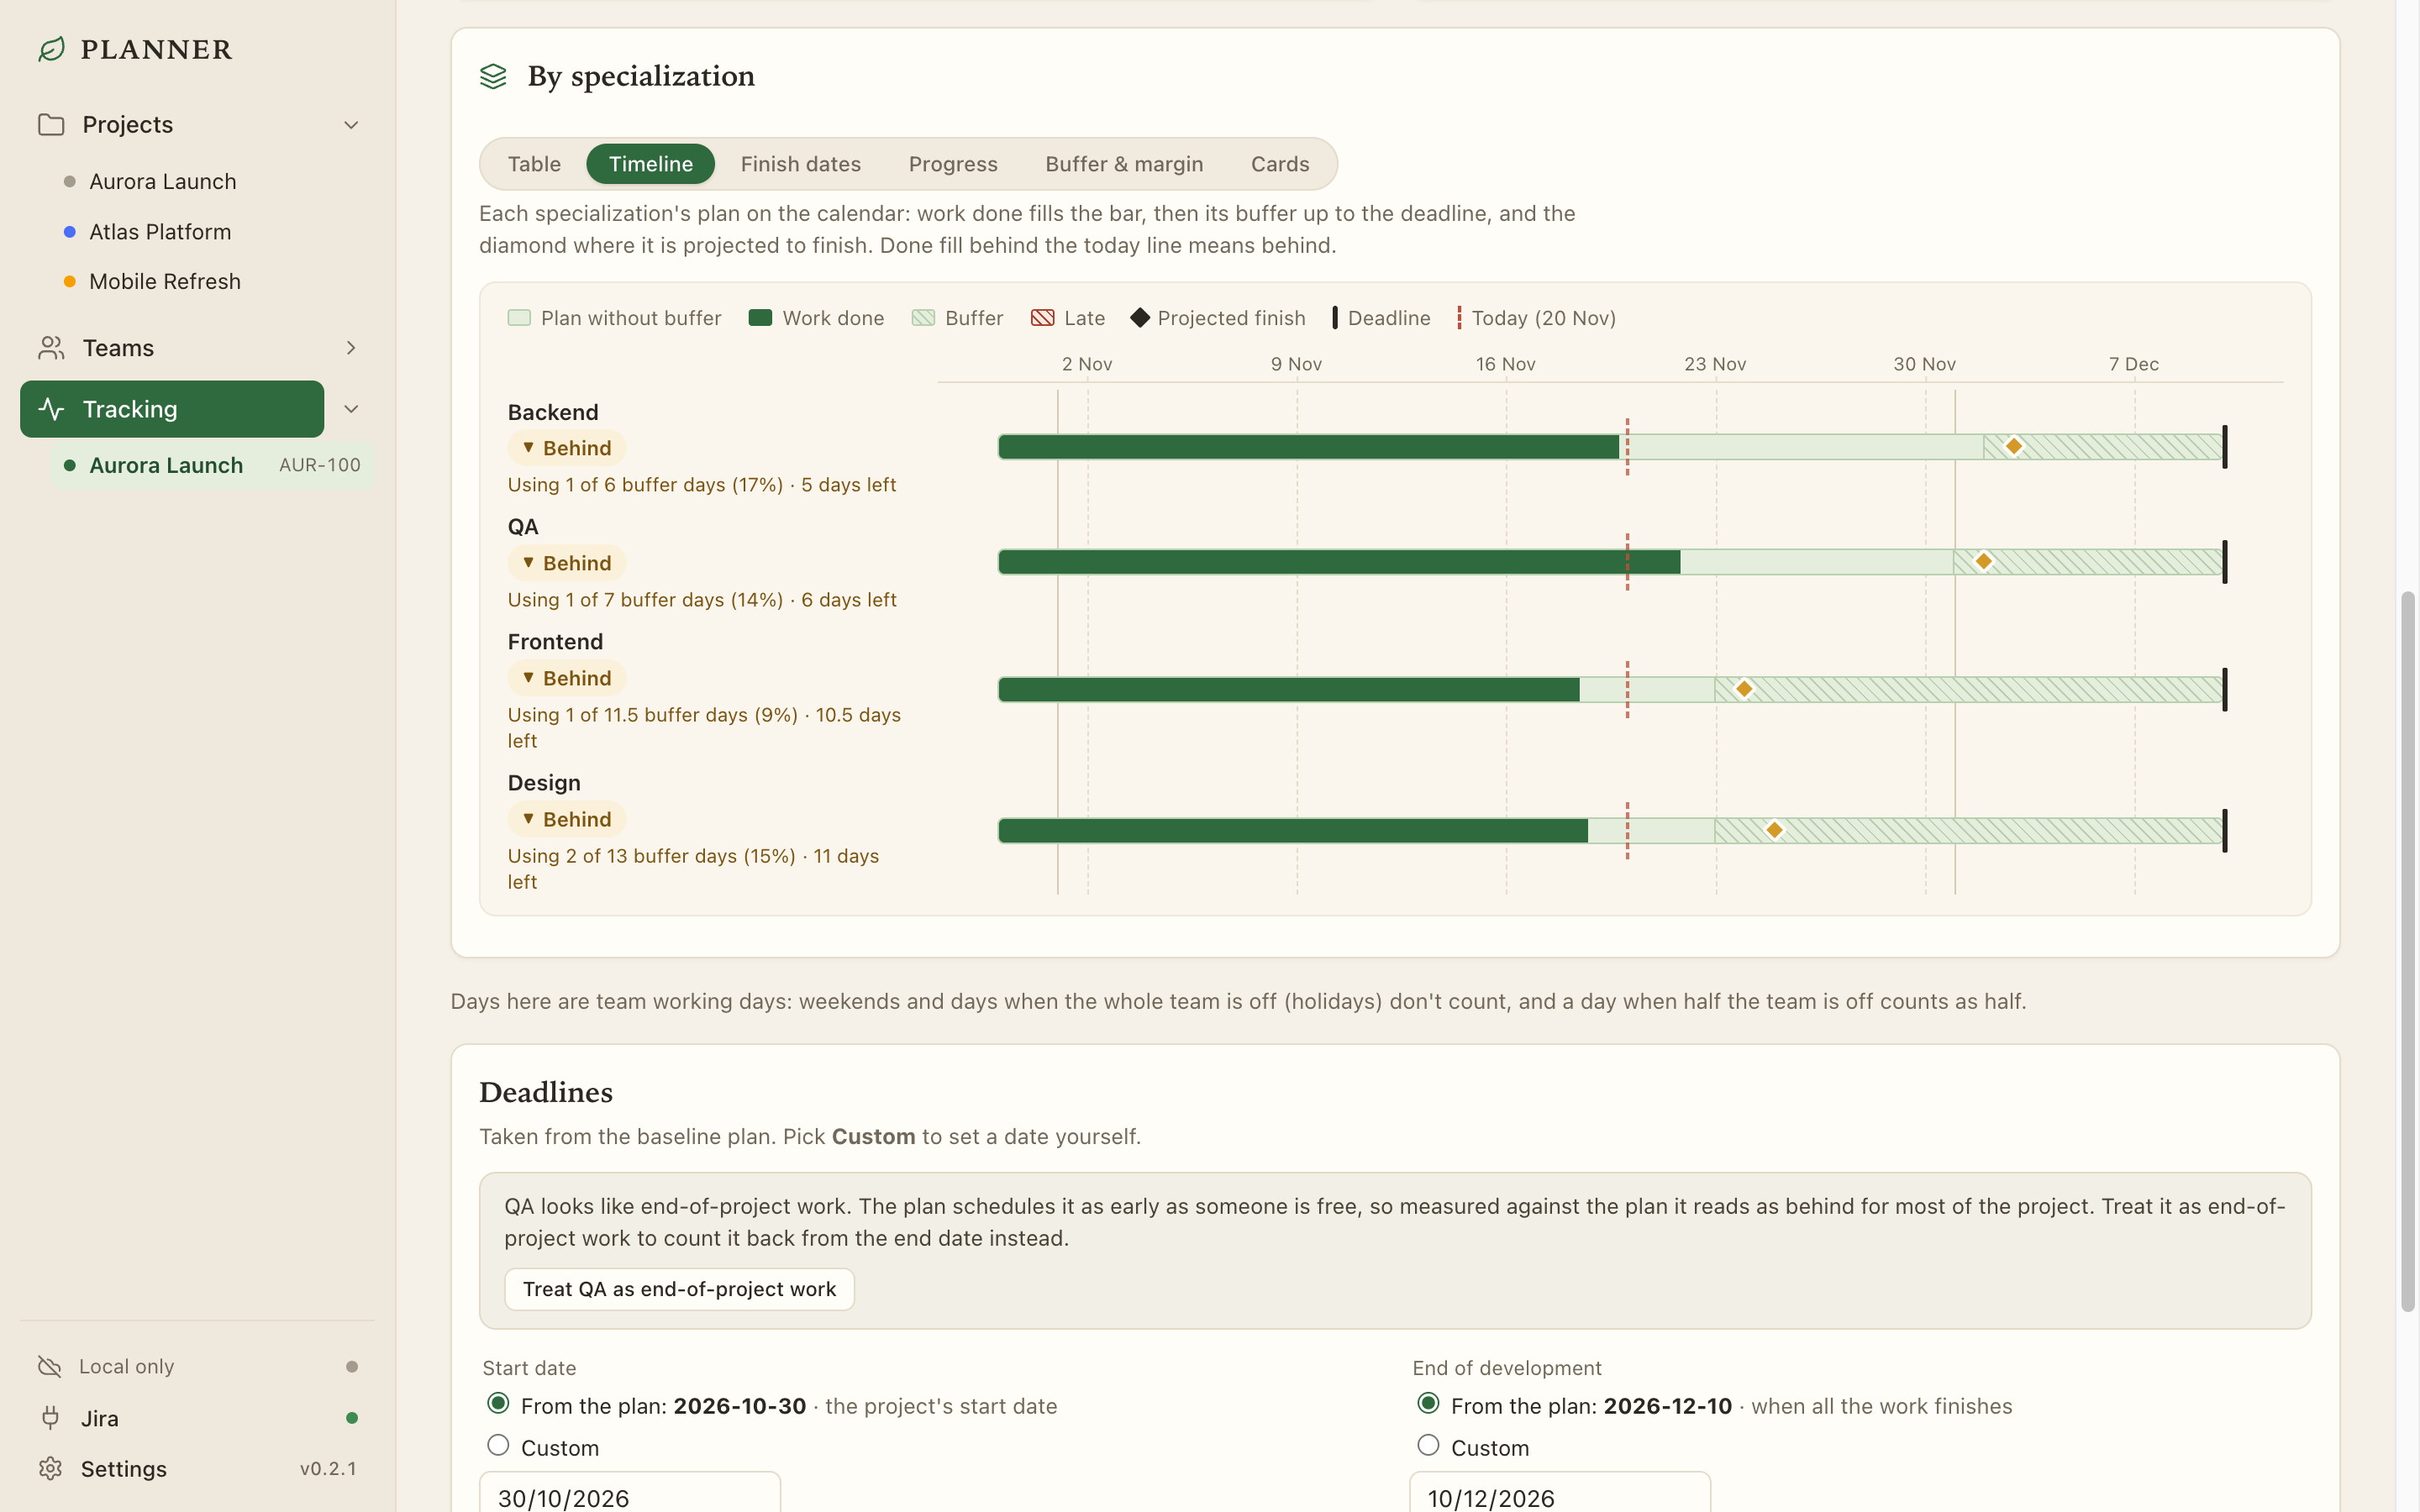 PLANNER
Projects
Aurora Launch
Atlas Platform
Mobile Refresh
Teams
Tracking
Aurora Launch AUR-100
Local only
Jira
Settings v0.2.1
By specialization
Table Timeline Finish dates Progress Buffer & margin Cards
Each specialization's plan on the calendar: work done fills the bar, then its buffer up to the deadline, and the
diamond where it is projected to finish. Done fill behind the today line means behind.
Plan without buffer Work done Buffer Late Projected finish Deadline Today (20 Nov)
2 Nov 9 Nov 16 Nov 23 Nov 30 Nov 7 Dec
Backend
▼ Behind
Using 1 of 6 buffer days (17%) · 5 days left
QA
▼ Behind
Using 1 of 7 buffer days (14%) · 6 days left
Frontend
▼ Behind
Using 1 of 11.5 buffer days (9%) · 10.5 days
left
Design
▼ Behind
Using 2 of 13 buffer days (15%) · 11 days
left
Days here are team working days: weekends and days when the whole team is off (holidays) don't count, and a day when half the team is off counts as half.
Deadlines
Taken from the baseline plan. Pick Custom to set a date yourself.
QA looks like end-of-project work. The plan schedules it as early as someone is free, so measured against the plan it reads as behind for most of the project. Treat it as end-of-
project work to count it back from the end date instead.
Treat QA as end-of-project work
Start date
From the plan: 2026-10-30 · the project's start date
Custom
30/10/2026
End of development
From the plan: 2026-12-10 · when all the work finishes
Custom
10/12/2026